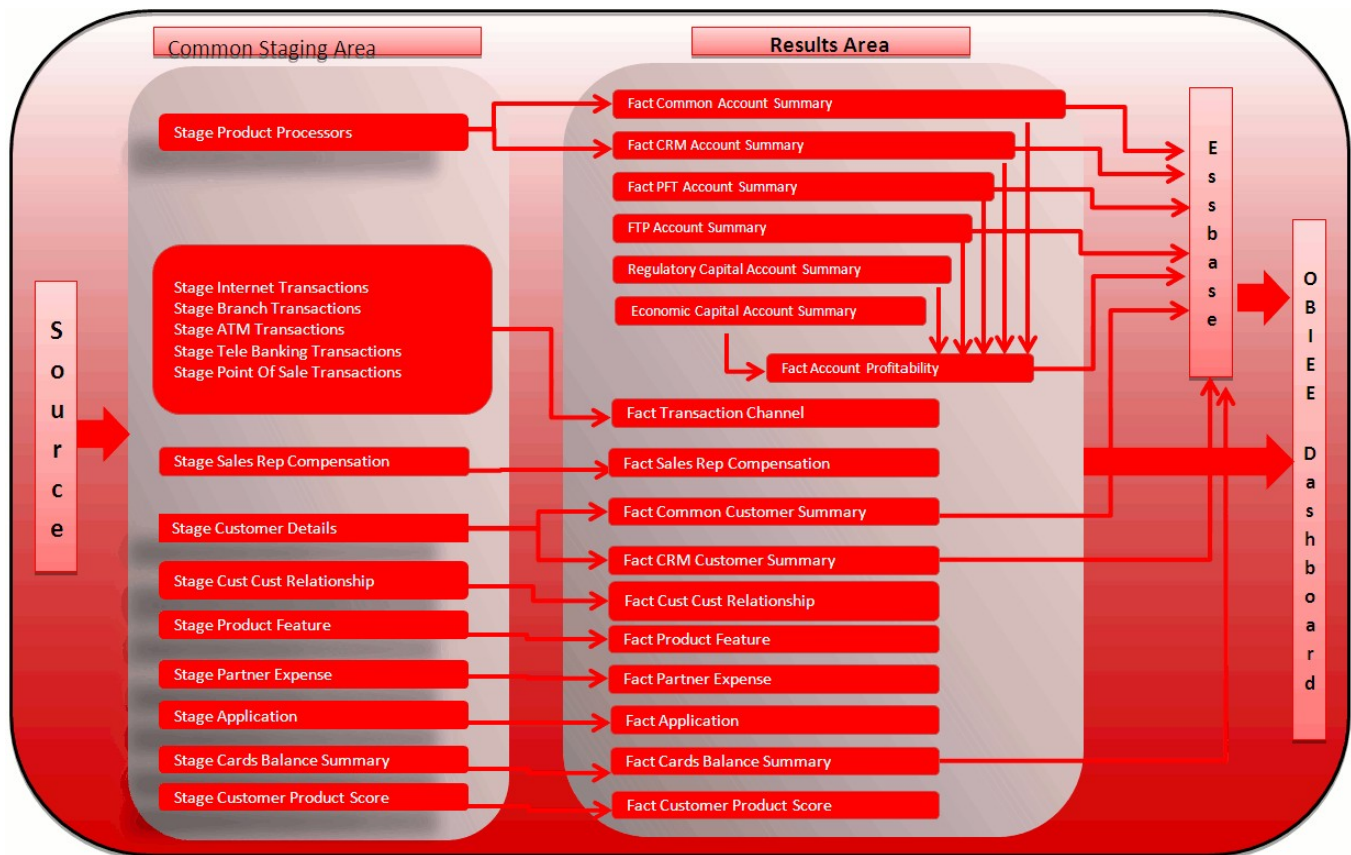 Common Staging Area
Results Area
Source
Stage Product Processors
Stage Internet Transactions
Stage Branch Transactions
Stage ATM Transactions
Stage Tele Banking Transactions
Stage Point Of Sale Transactions
Stage Sales Rep Compensation
Stage Customer Details
Stage Cust Cust Relationship
Stage Product Feature
Stage Partner Expense
Stage Application
Stage Cards Balance Summary
Stage Customer Product Score
Fact Common Account Summary
Fact CRM Account Summary
Fact PFT Account Summary
FTP Account Summary
Regulatory Capital Account Summary
Economic Capital Account Summary
Fact Account Profitability
Fact Transaction Channel
Fact Sales Rep Compensation
Fact Common Customer Summary
Fact CRM Customer Summary
Fact Cust Cust Relationship
Fact Product Feature
Fact Partner Expense
Fact Application
Fact Cards Balance Summary
Fact Customer Product Score
Essbase
OBIEE Dashboard